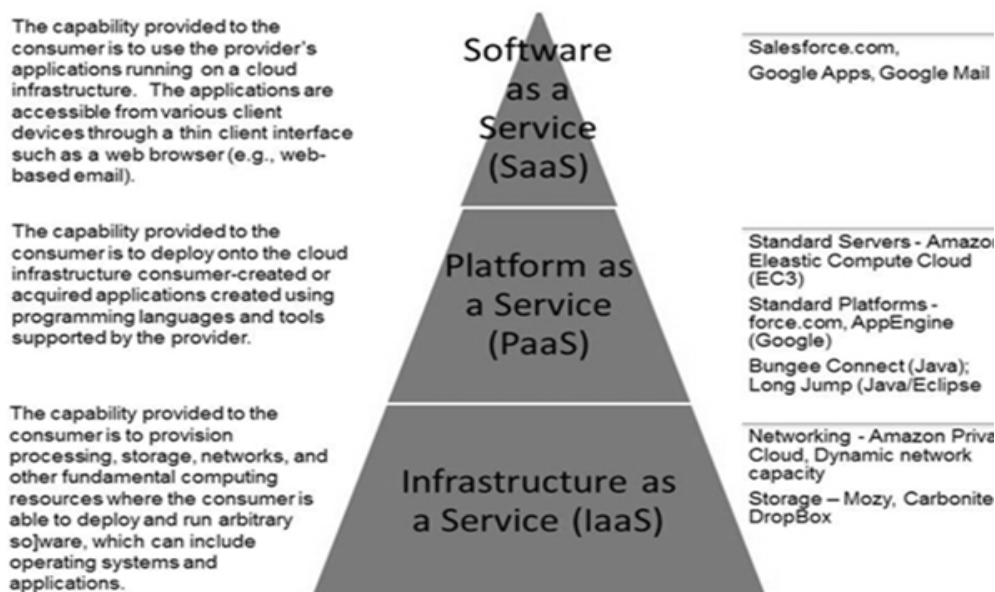 The capability provided to the
consumer is to use the provider's
applications running on a cloud
infrastructure. The applications are
accessible from various client
devices through a thin client interface
such as a web browser (e.g., web-
based email).
Software
as a
Service
(SaaS)
Salesforce.com,
Google Apps, Google Mail
The capability provided to the
consumer is to deploy onto the cloud
infrastructure consumer-created or
acquired applications created using
programming languages and tools
supported by the provider.
Platform as
a Service
(PaaS)
Standard Servers - Amazon
Eleastic Compute Cloud
(EC3)
Standard Platforms -
force.com, AppEngine
(Google)
Bungee Connect (Java);
Long Jump (Java/Eclipse
The capability provided to the
consumer is to provision
processing, storage, networks, and
other fundamental computing
resources where the consumer is
able to deploy and run arbitrary
so]ware, which can include
operating systems and
applications.
Infrastructure as
a Service (IaaS)
Networking - Amazon Priva
Cloud, Dynamic network
capacity
Storage – Mozy, Carbonite
DropBox